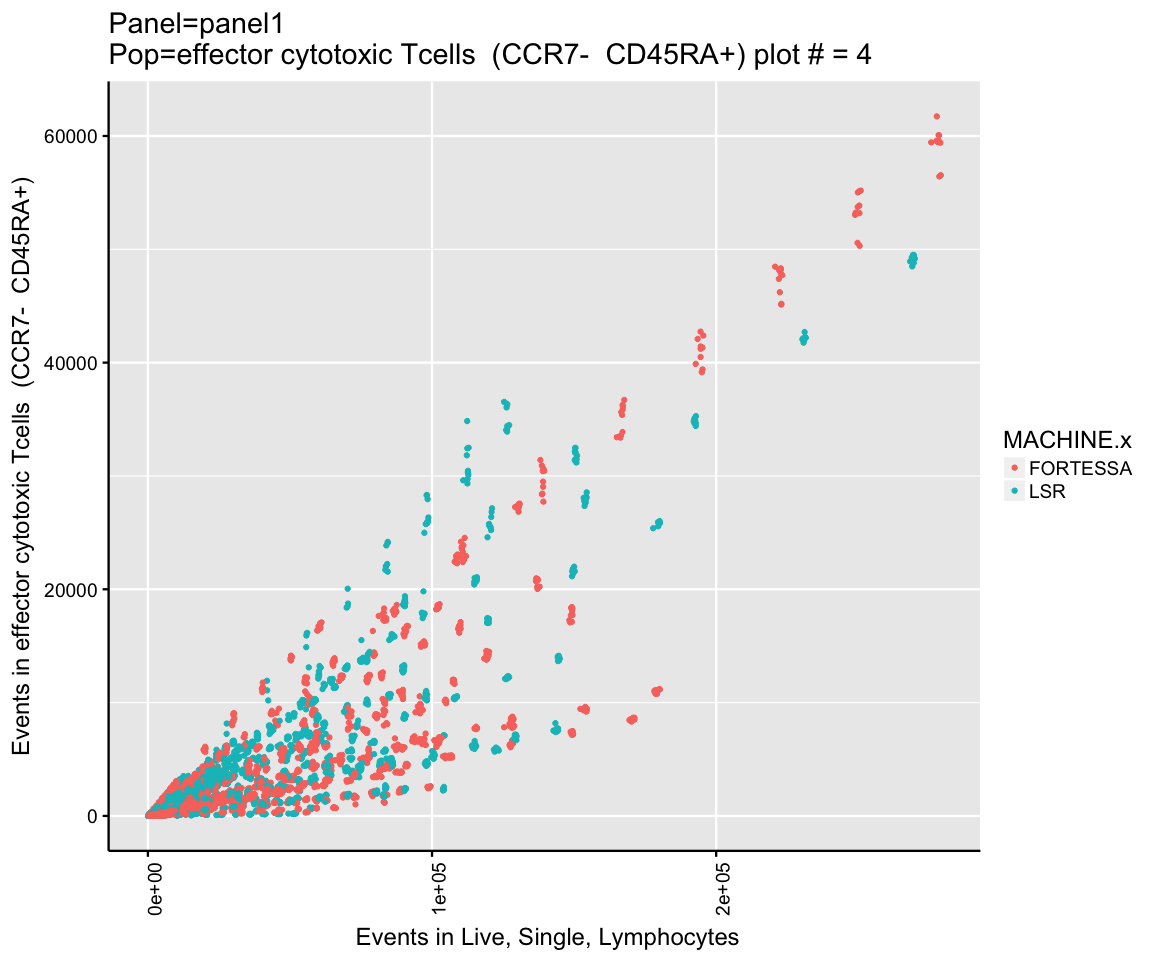 Panel=panel1
Pop=effector cytotoxic Tcells  (CCR7-  CD45RA+) plot # = 4
Events in effector cytotoxic Tcells  (CCR7-  CD45RA+)
60000
40000
20000
0
0e+00
1e+05
2e+05
Events in Live, Single, Lymphocytes
MACHINE.x
FORTESSA
LSR